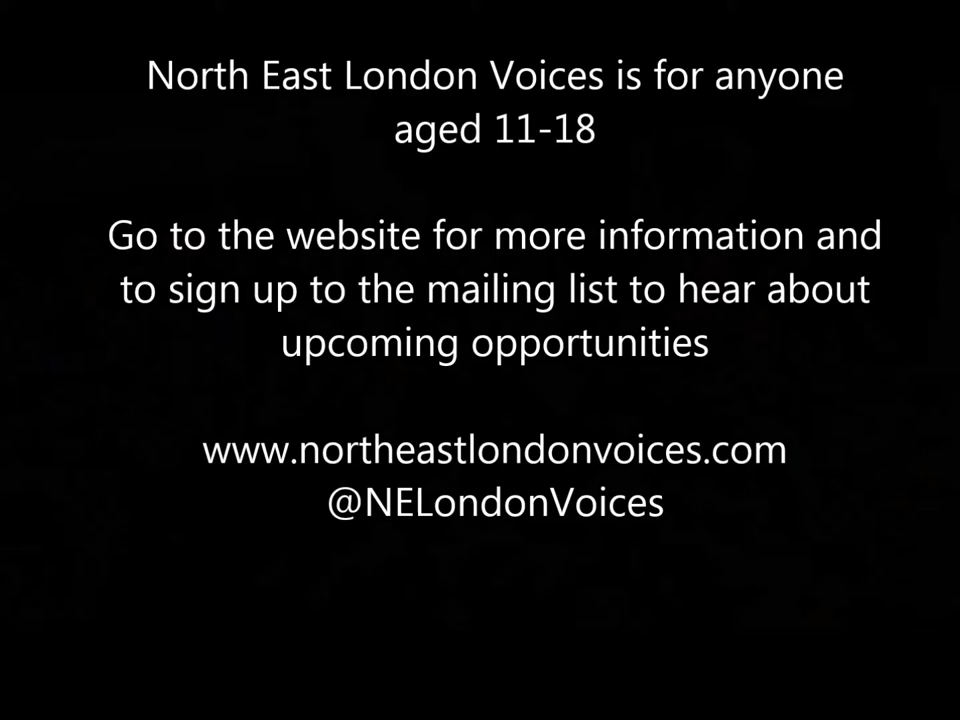 North East London Voices is for anyone
aged 11-18
Go to the website for more information and
to sign up to the mailing list to hear about
upcoming opportunities
www.northeastlondonvoices.com
@NELondonVoices